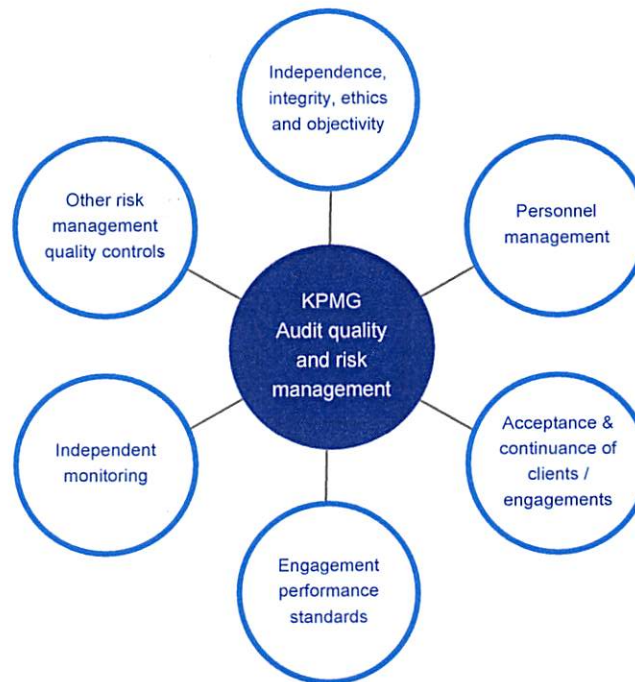 Independence,
integrity, ethics
and objectivity
Other risk
management
quality controls
Personnel
management
KPMG
Audit quality
and risk
management
Independent
monitoring
Acceptance &
continuance of
clients /
engagements
Engagement
performance
standards